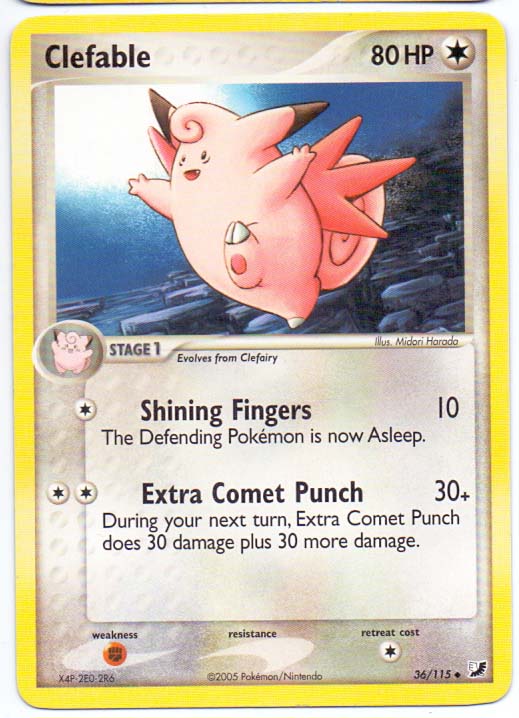 Clefable 80 HP
Illus. Midori Harada
STAGE 1 Evolves from Clefairy
Shining Fingers 10
The Defending Pokémon is now Asleep.
Extra Comet Punch 30+
During your next turn, Extra Comet Punch
does 30 damage plus 30 more damage.
weakness resistance retreat cost
X4P-2E0-2R6 ©2005 Pokémon/Nintendo 36/115